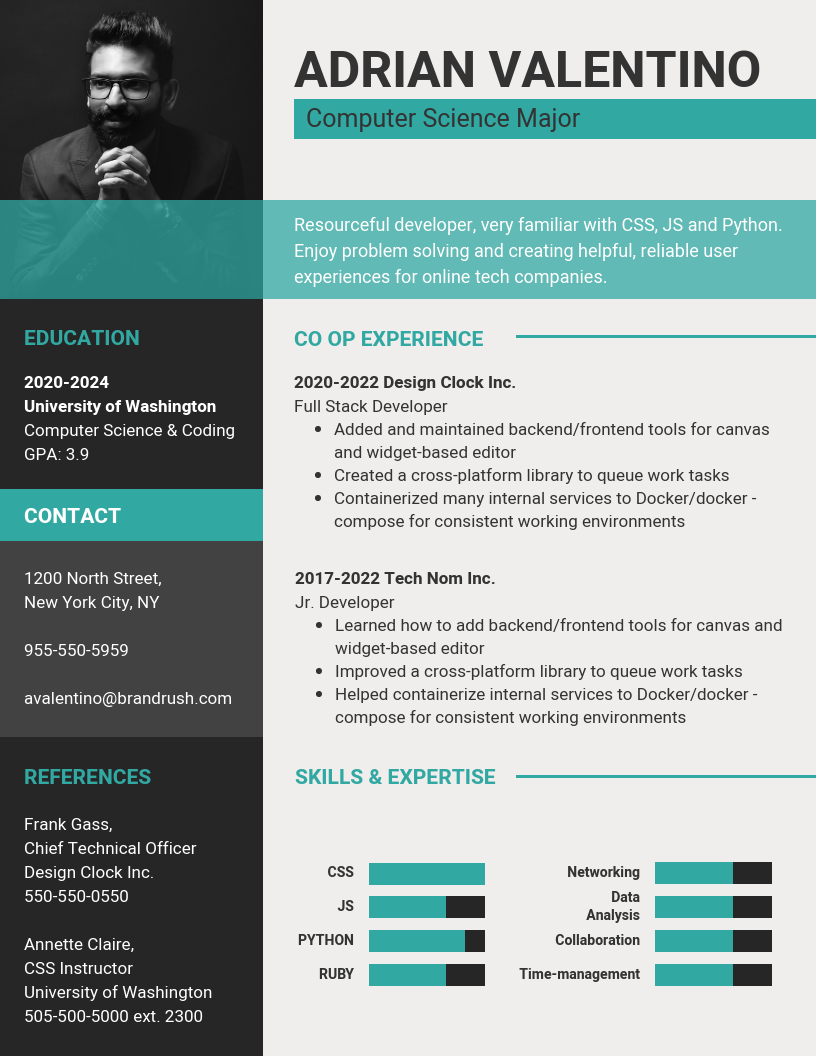 ADRIAN VALENTINO
Computer Science Major
Resourceful developer, very familiar with CSS, JS and Python.
Enjoy problem solving and creating helpful, reliable user
experiences for online tech companies.
EDUCATION
2020-2024
University of Washington
Computer Science & Coding
GPA: 3.9
CONTACT
1200 North Street,
New York City, NY
955-550-5959
avalentino@brandrush.com
REFERENCES
Frank Gass,
Chief Technical Officer
Design Clock Inc.
550-550-0550
Annette Claire,
CSS Instructor
University of Washington
505-500-5000 ext. 2300
CO OP EXPERIENCE
2020-2022 Design Clock Inc.
Full Stack Developer
• Added and maintained backend/frontend tools for canvas
and widget-based editor
• Created a cross-platform library to queue work tasks
• Containerized many internal services to Docker/docker -
compose for consistent working environments
2017-2022 Tech Nom Inc.
Jr. Developer
• Learned how to add backend/frontend tools for canvas and
widget-based editor
• Improved a cross-platform library to queue work tasks
• Helped containerize internal services to Docker/docker -
compose for consistent working environments
SKILLS & EXPERTISE
CSS
JS
PYTHON
RUBY
Networking
Data
Analysis
Collaboration
Time-management